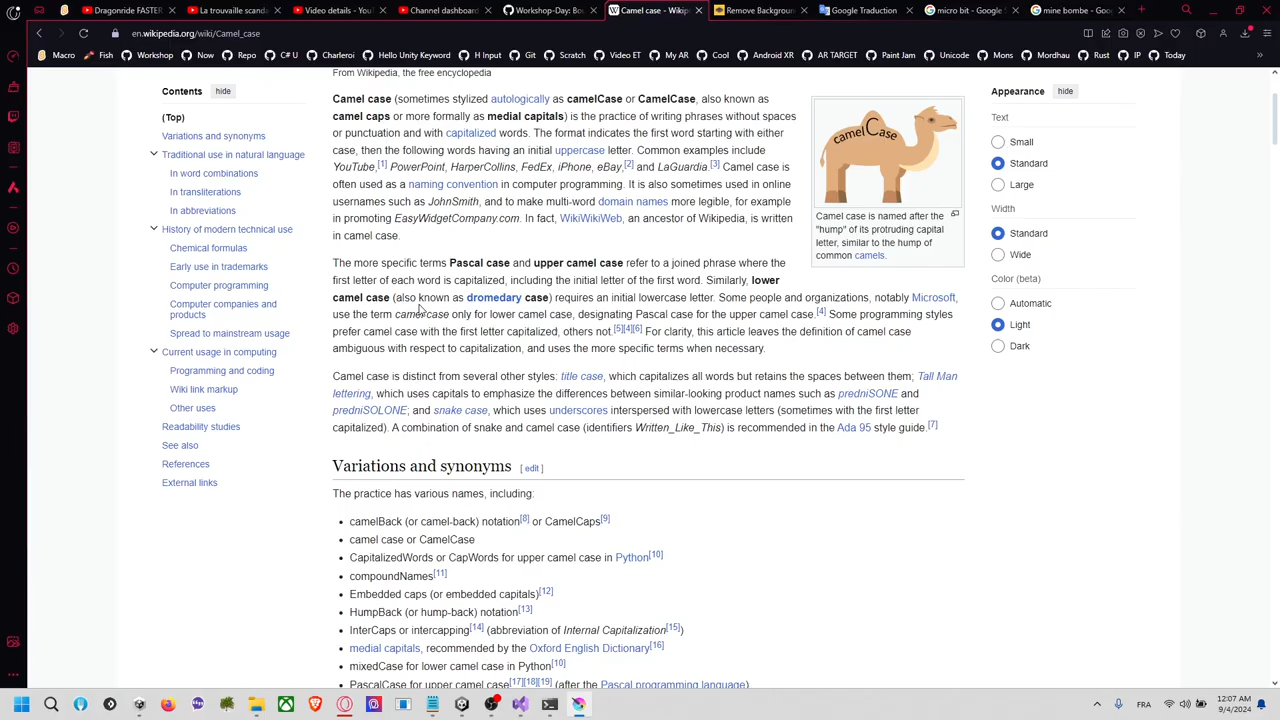 Dragonride FASTER
La trouvaille scanda
Video details - YouT
Channel dashboard
Workshop-Day: Bou
Camel case - Wikipe
Remove Background
Google Traduction
micro bit - Google S
mine bombe - Goog
en.wikipedia.org/wiki/Camel_case
Macro
Fish
Workshop
Now
Repo
C# U
Charleroi
Hello Unity Keyword
H Input
Git
Scratch
Video ET
My AR
Cool
Android XR
AR TARGET
Paint Jam
Unicode
Mons
Mordhau
Rust
IP
Today
Contents
hide
(Top)
Variations and synonyms
Traditional use in natural language
In word combinations
In transliterations
In abbreviations
History of modern technical use
Chemical formulas
Early use in trademarks
Computer programming
Computer companies and
products
Spread to mainstream usage
Current usage in computing
Programming and coding
Wiki link markup
Other uses
Readability studies
See also
References
External links
From Wikipedia, the free encyclopedia
Camel case (sometimes stylized autologically as camelCase or CamelCase, also known as
camel caps or more formally as medial capitals) is the practice of writing phrases without spaces
or punctuation and with capitalized words. The format indicates the first word starting with either
case, then the following words having an initial uppercase letter. Common examples include
YouTube,[1] PowerPoint, HarperCollins, FedEx, iPhone, eBay,[2] and LaGuardia.[3] Camel case is
often used as a naming convention in computer programming. It is also sometimes used in online
usernames such as JohnSmith, and to make multi-word domain names more legible, for example
in promoting EasyWidgetCompany.com. In fact, WikiWikiWeb, an ancestor of Wikipedia, is written
in camel case.
camelCase
Camel case is named after the
"hump" of its protruding capital
letter, similar to the hump of
common camels.
The more specific terms Pascal case and upper camel case refer to a joined phrase where the
first letter of each word is capitalized, including the initial letter of the first word. Similarly, lower
camel case (also known as dromedary case) requires an initial lowercase letter. Some people and organizations, notably Microsoft,
use the term camelcase only for lower camel case, designating Pascal case for the upper camel case.[4] Some programming styles
prefer camel case with the first letter capitalized, others not.[5][4][6] For clarity, this article leaves the definition of camel case
ambiguous with respect to capitalization, and uses the more specific terms when necessary.
Camel case is distinct from several other styles: title case, which capitalizes all words but retains the spaces between them; Tall Man
lettering, which uses capitals to emphasize the differences between similar-looking product names such as predniSONE and
predniSOLONE; and snake case, which uses underscores interspersed with lowercase letters (sometimes with the first letter
capitalized). A combination of snake and camel case (identifiers Written_Like_This) is recommended in the Ada 95 style guide.[7]
Variations and synonyms [ edit ]
The practice has various names, including:
• camelBack (or camel-back) notation[8] or CamelCaps[9]
• camel case or CamelCase
• CapitalizedWords or CapWords for upper camel case in Python[10]
• compoundNames[11]
• Embedded caps (or embedded capitals)[12]
• HumpBack (or hump-back) notation[13]
• InterCaps or intercapping[14] (abbreviation of Internal Capitalization[15])
• medial capitals, recommended by the Oxford English Dictionary[16]
• mixedCase for lower camel case in Python[10]
• PascalCase for upper camel case[17][18][19] (after the Pascal programming language)
Appearance
hide
Text
Small
Standard
Large
Width
Standard
Wide
Color (beta)
Automatic
Light
Dark
FRA
12:07 AM
9/4/2024